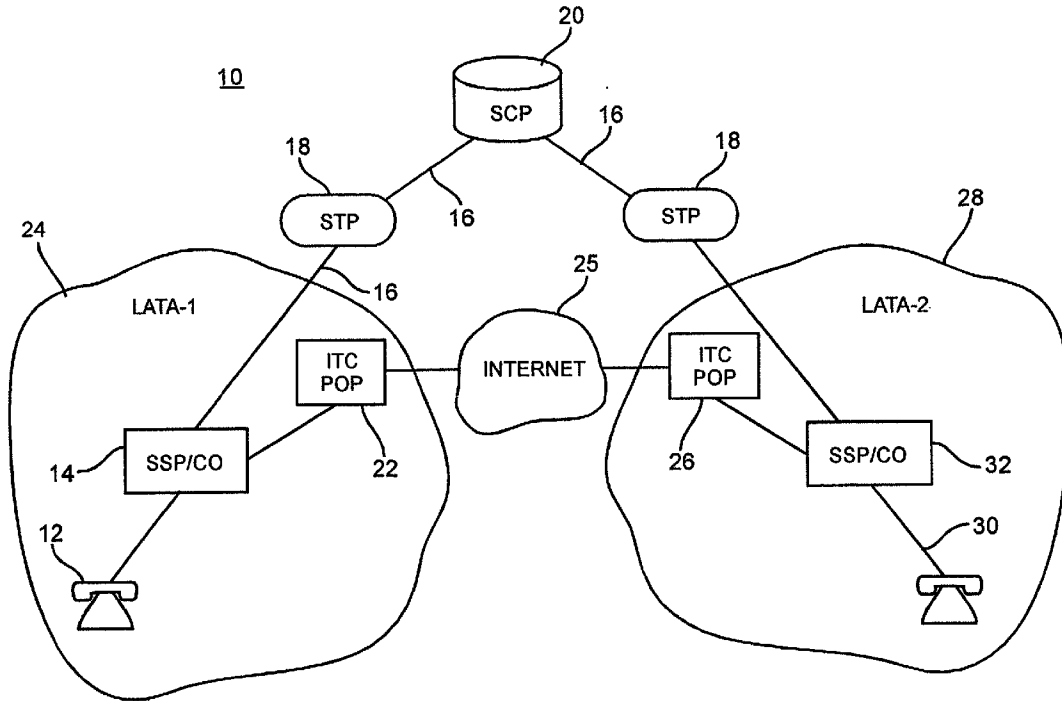 20
10
SCP
16
18
18
STP
16
STP
24
28
25
16
LATA-1
LATA-2
ITC
POP
INTERNET
ITC
POP
14
SSP/CO
22
26
SSP/CO
32
12
30